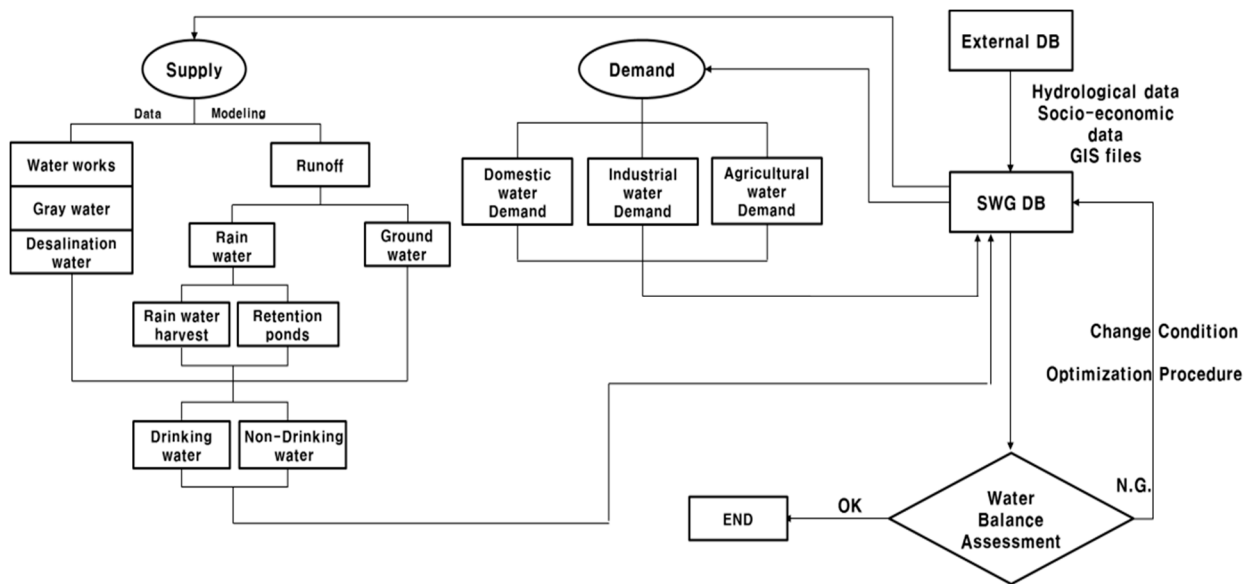 External DB
Supply
Demand
Hydrological data
Socio-economic
data
GIS files
Data
Modeling
Water works
Gray water
Desalination
water
Runoff
Rain
water
Ground
water
Rain water
harvest
Retention
ponds
Drinking
water
Non-Drinking
water
Domestic
water
Demand
Industrial
water
Demand
Agricultural
water
Demand
SWG DB
Change Condition
Optimization Procedure
N.G.
OK
END
Water
Balance
Assessment